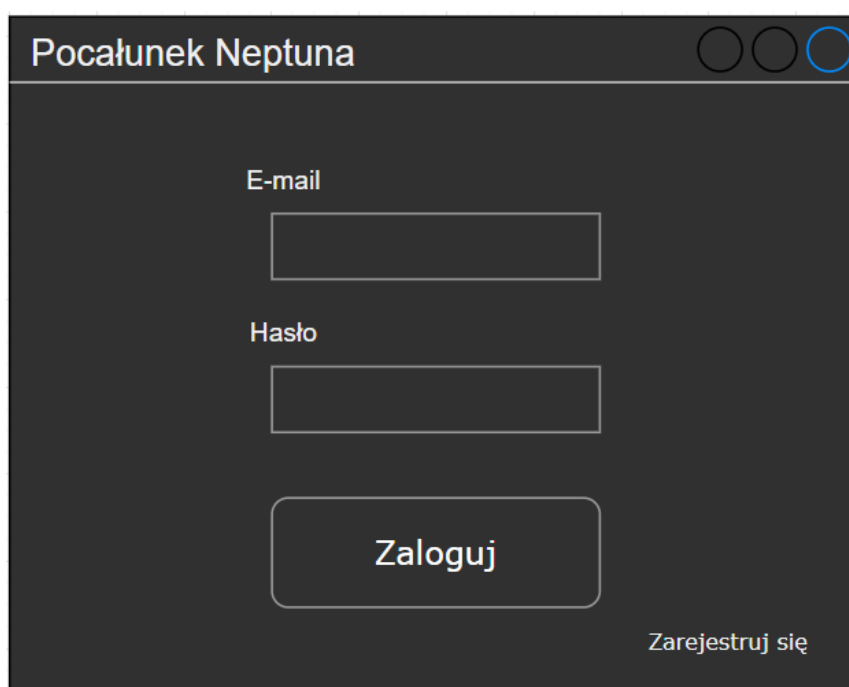 Pocałunek Neptuna
E-mail
Hasło
Zaloguj
Zarejestruj się